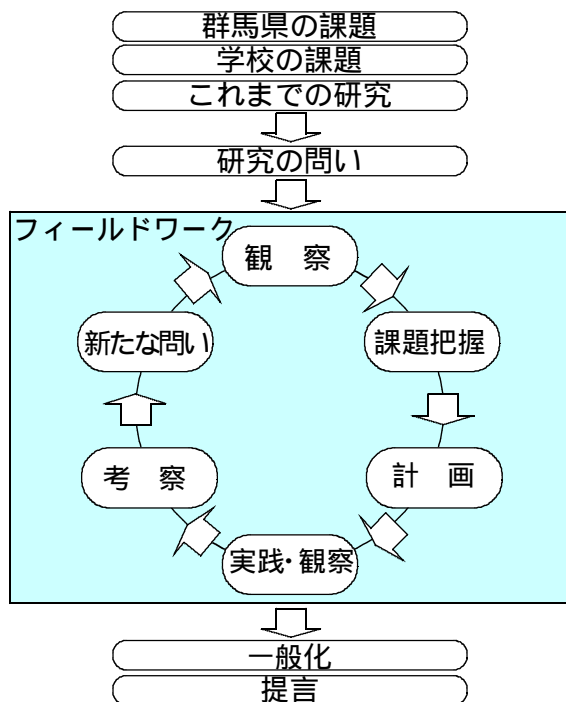 群馬県の課題
学校の課題
これまでの研究
研究の問い
フィールドワーク
観　察
新たな問い
課題把握
考　察
計　画
実践・観察
一般化
提言